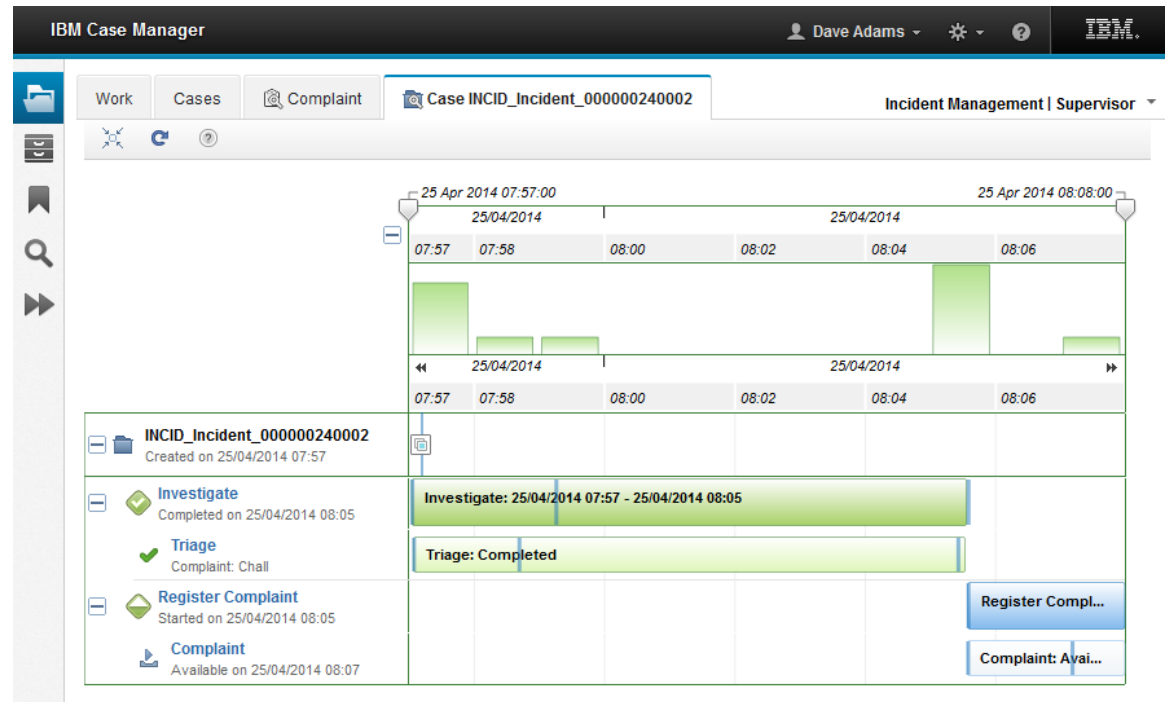 IBM Case Manager
Dave Adams
IBM.
Work
Cases
Complaint
Case INCID_Incident_000000240002
Incident Management | Supervisor
25 Apr 2014 07:57:00
25 Apr 2014 08:08:00
25/04/2014
25/04/2014
07:57
07:58
08:00
08:02
08:04
08:06
25/04/2014
25/04/2014
07:57
07:58
08:00
08:02
08:04
08:06
INCID_Incident_000000240002
Created on 25/04/2014 07:57
Investigate
Completed on 25/04/2014 08:05
Investigate: 25/04/2014 07:57 - 25/04/2014 08:05
Triage
Complaint: Chall
Triage: Completed
Register Complaint
Started on 25/04/2014 08:05
Register Compl...
Complaint
Available on 25/04/2014 08:07
Complaint: Avai...